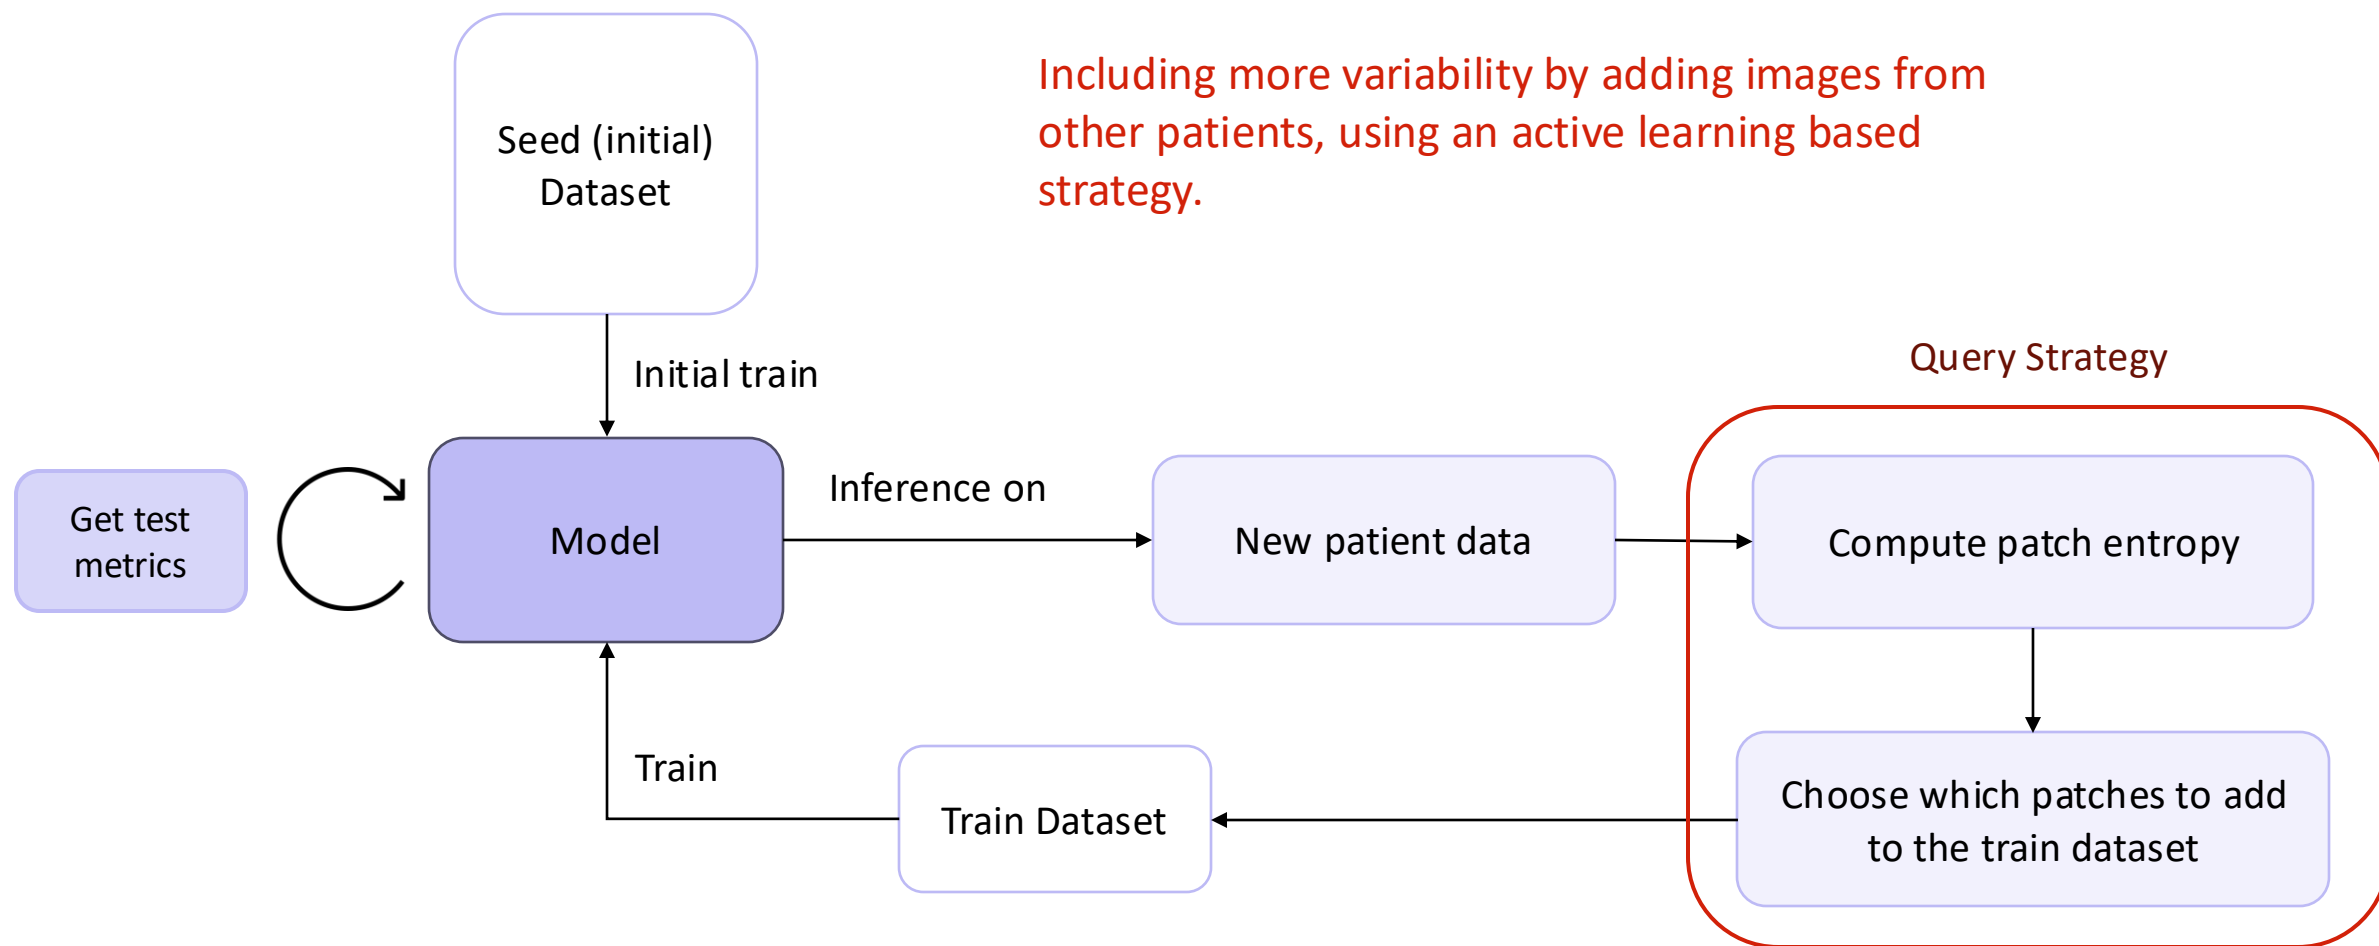 Seed (initial)
Dataset
Including more variability by adding images from
other patients, using an active learning based
strategy.
Initial train
Query Strategy
Get test
metrics
Model
Inference on
New patient data
Compute patch entropy
Train
Train Dataset
Choose which patches to add
to the train dataset